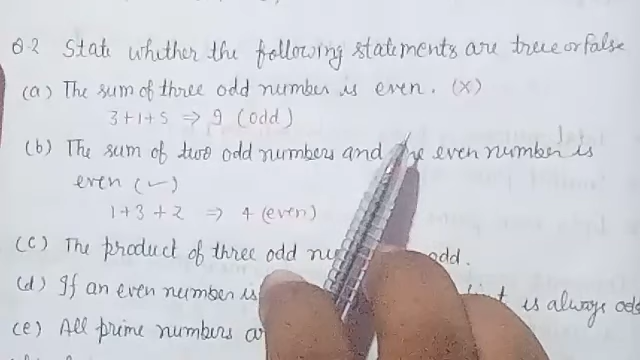 Q.2 State whether the following statements are true or false
(a) The sum of three odd number is even. (x)
3+1+5 ⇒ 9 (odd)
(b) The sum of two odd numbers and even number is
even (✓)
1+3+2 ⇒ 4 (even)
(c) The product of three odd odd.
(d) If an even number is is always
(e) All prime numbers